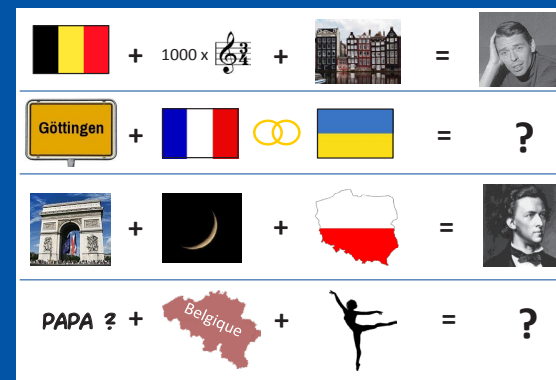 + 1000 x + =
Göttingen + = ?
+ + =
PAPA ? + Belgique + = ?